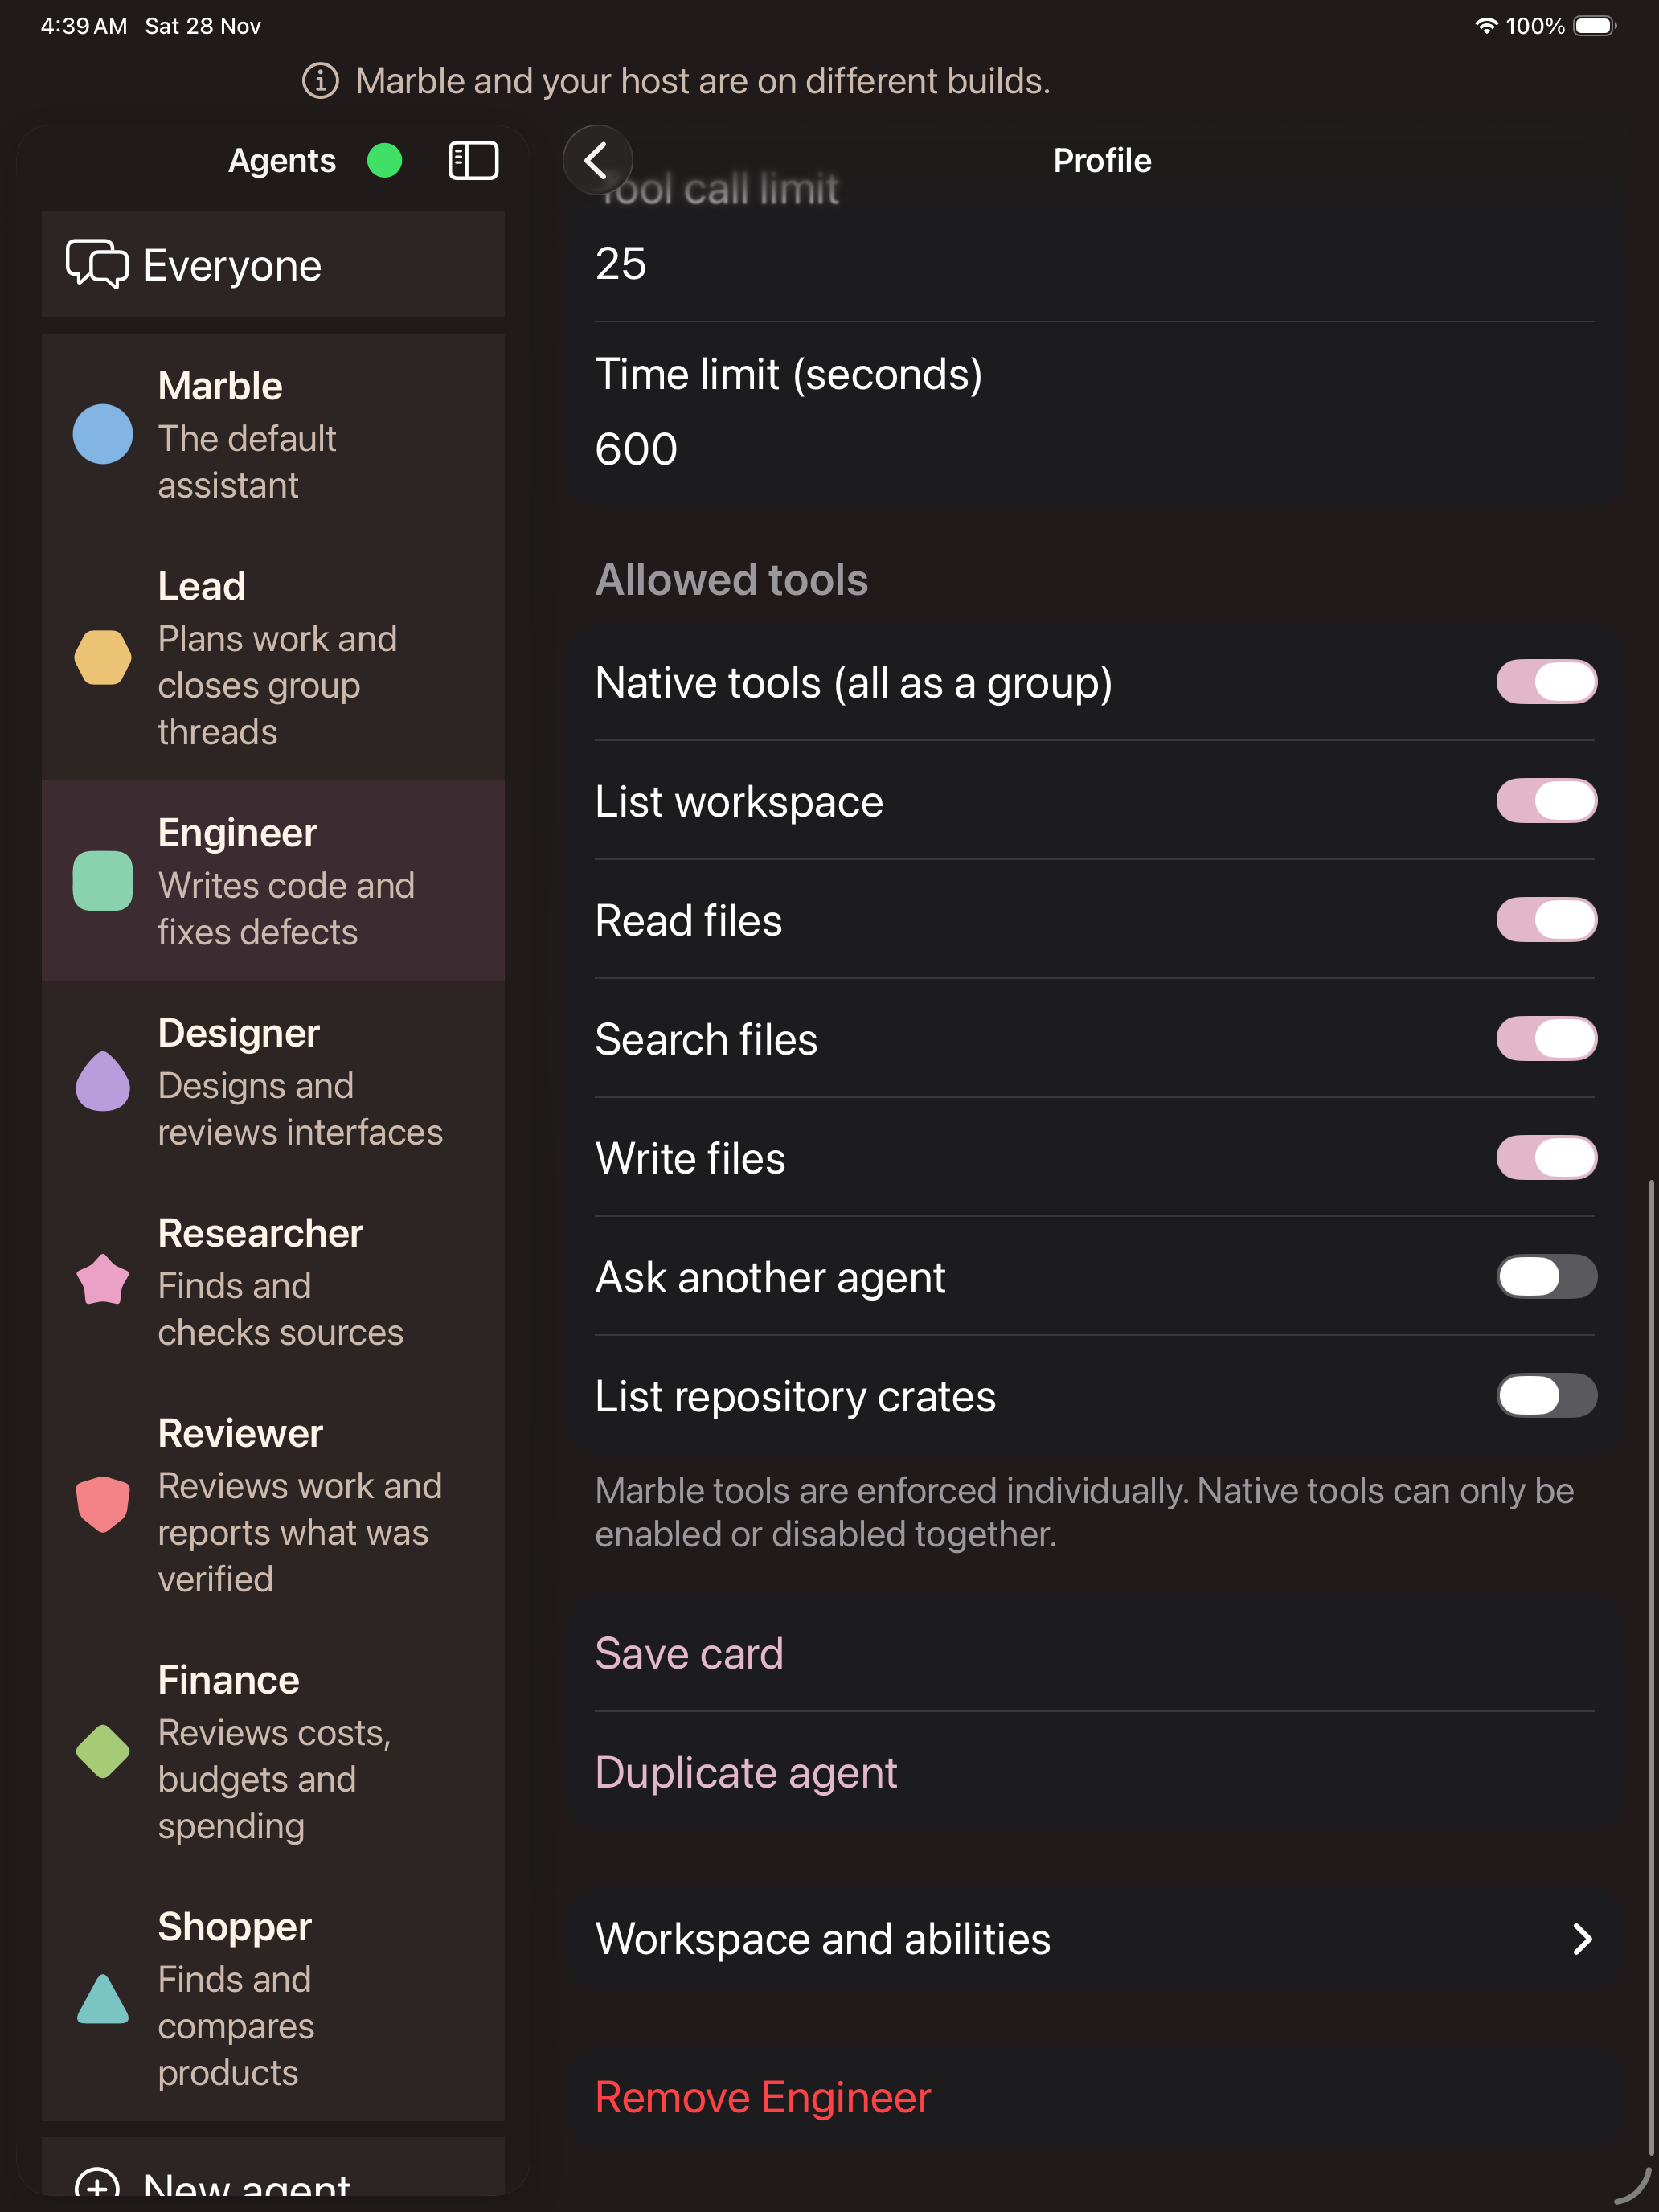 4:39 AM Sat 28 Nov
100%
Marble and your host are on different builds.
Agents
Everyone
Marble
The default
assistant
Lead
Plans work and
closes group
threads
Engineer
Writes code and
fixes defects
Designer
Designs and
reviews interfaces
Researcher
Finds and
checks sources
Reviewer
Reviews work and
reports what was
verified
Finance
Reviews costs,
budgets and
spending
Shopper
Finds and
compares
products
New agent
Profile
Tool call limit
25
Time limit (seconds)
600
Allowed tools
Native tools (all as a group)
List workspace
Read files
Search files
Write files
Ask another agent
List repository crates
Marble tools are enforced individually. Native tools can only be
enabled or disabled together.
Save card
Duplicate agent
Workspace and abilities
Remove Engineer